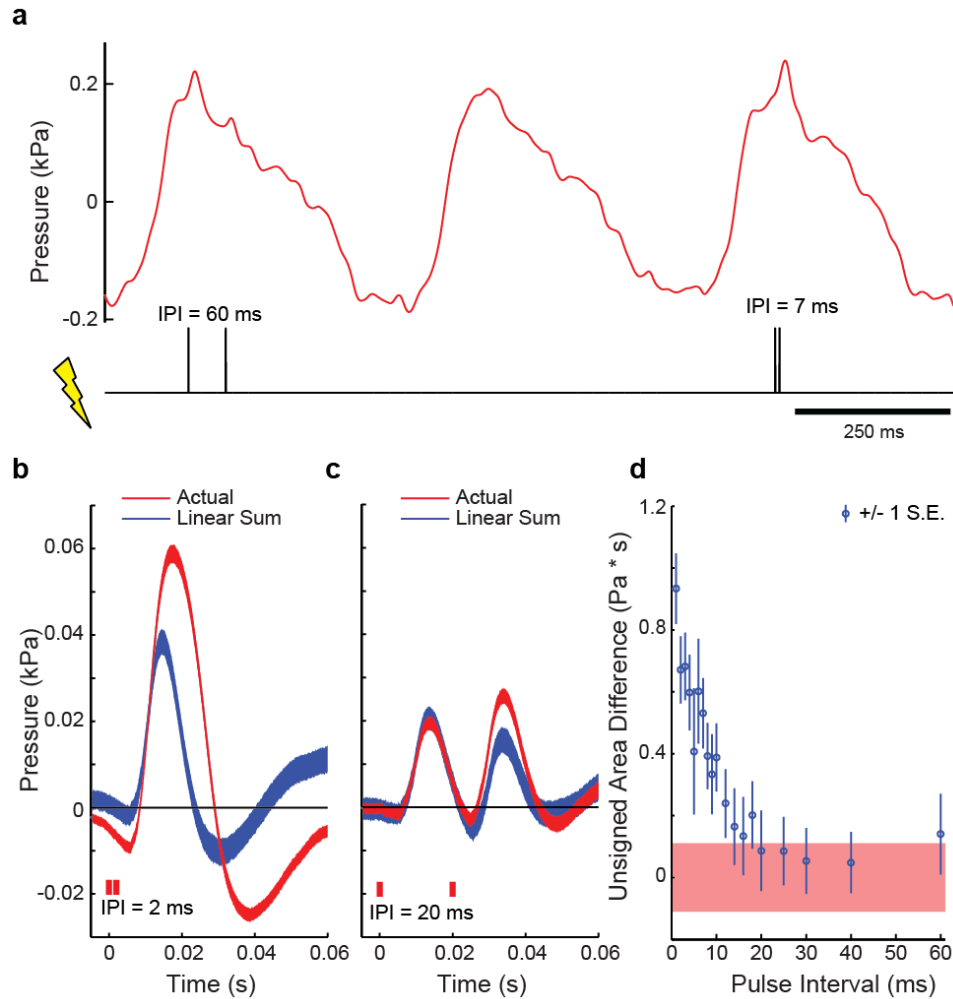 a
Pressure (kPa)
0.2
0
-0.2
IPI = 60 ms
IPI = 7 ms
250 ms
b
Actual
Linear Sum
Pressure (kPa)
0.06
0.04
0.02
0
-0.02
IPI = 2 ms
0
0.02
0.04
0.06
Time (s)
c
Actual
Linear Sum
IPI = 20 ms
0
0.02
0.04
0.06
Time (s)
d
+/- 1 S.E.
Unsigned Area Difference (Pa * s)
1.2
0.8
0.4
0
0
10
20
30
40
50
60
Pulse Interval (ms)